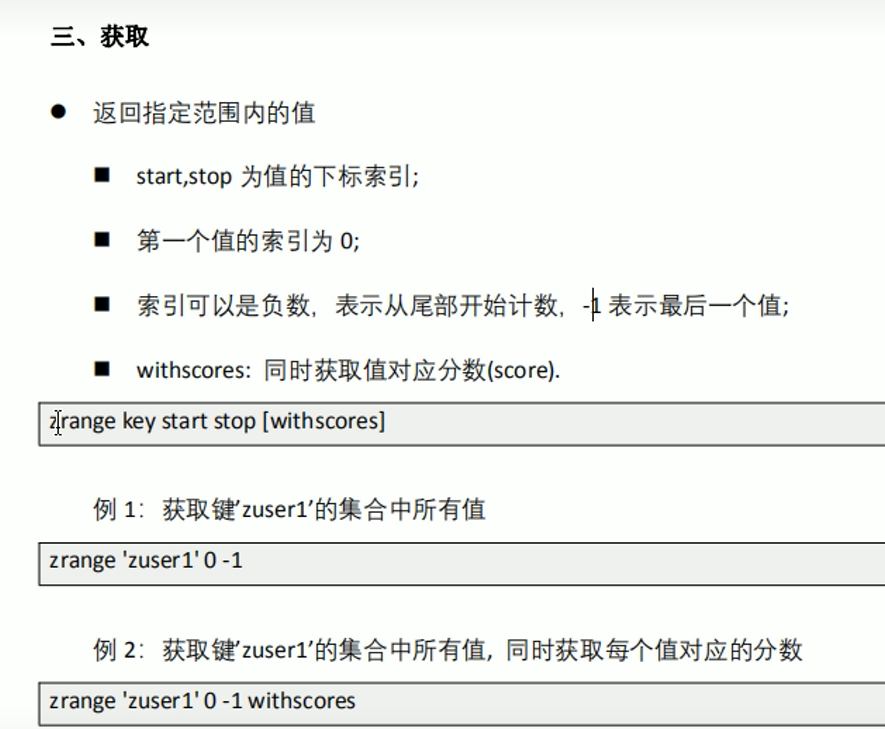 三、获取
● 返回指定范围内的值
■ start,stop 为值的下标索引;
■ 第一个值的索引为 0;
■ 索引可以是负数，表示从尾部开始计数，-1 表示最后一个值;
■ withscores: 同时获取值对应分数(score).
zrange key start stop [withscores]
例 1：获取键’zuser1’的集合中所有值
zrange 'zuser1' 0 -1
例 2：获取键’zuser1’的集合中所有值, 同时获取每个值对应的分数
zrange 'zuser1' 0 -1 withscores